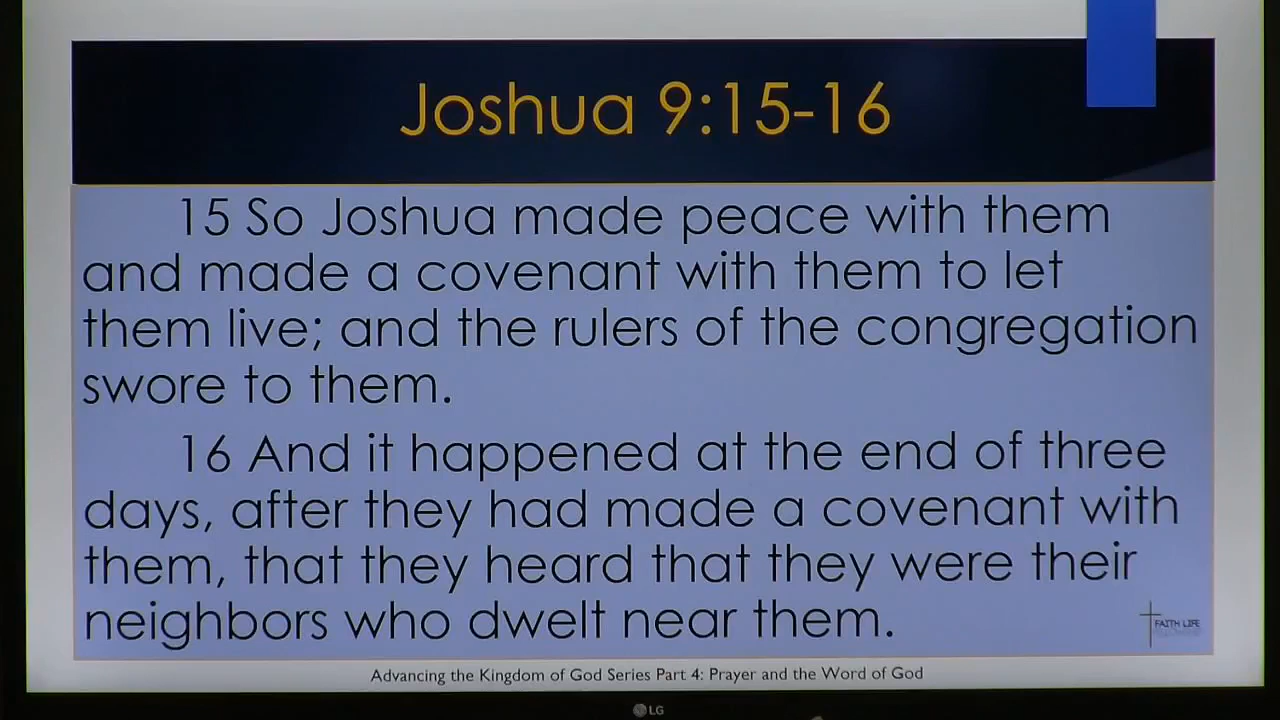 Joshua 9:15-16
15 So Joshua made peace with them
and made a covenant with them to let
them live; and the rulers of the congregation
swore to them.
16 And it happened at the end of three
days, after they had made a covenant with
them, that they heard that they were their
neighbors who dwelt near them.
FAITH LIFE
Advancing the Kingdom of God Series Part 4: Prayer and the Word of God
LG